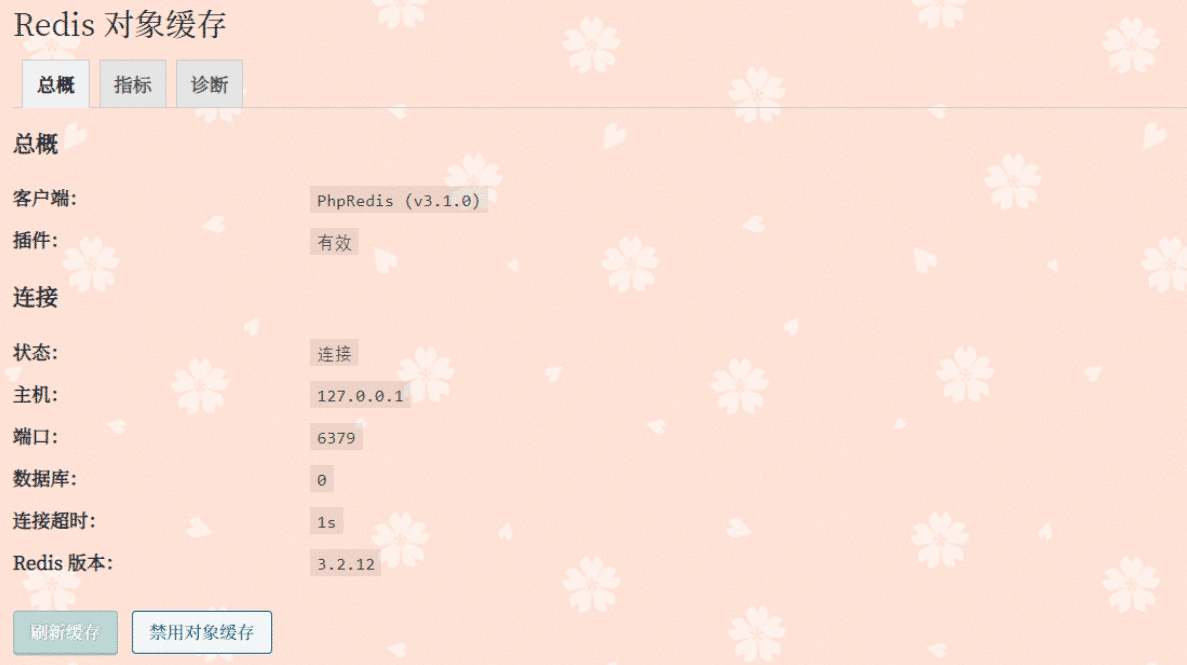 Redis 对象缓存
总概 指标 诊断
总概
客户端: PhpRedis (v3.1.0)
插件: 有效
连接
状态: 连接
主机: 127.0.0.1
端口: 6379
数据库: 0
连接超时: 1s
Redis 版本: 3.2.12
刷新缓存 禁用对象缓存